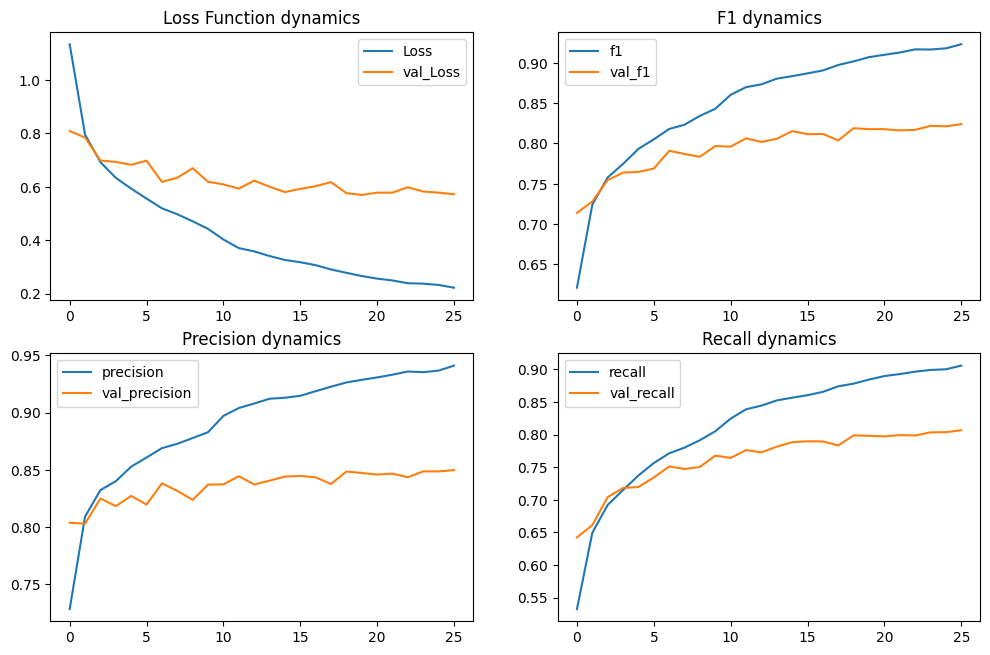 Loss Function dynamics
Loss
val_Loss
1.0
0.8
0.6
0.4
0.2
0 5 10 15 20 25
F1 dynamics
f1
val_f1
0.90
0.85
0.80
0.75
0.70
0.65
0 5 10 15 20 25
Precision dynamics
precision
val_precision
0.95
0.90
0.85
0.80
0.75
0 5 10 15 20 25
Recall dynamics
recall
val_recall
0.90
0.85
0.80
0.75
0.70
0.65
0.60
0.55
0 5 10 15 20 25